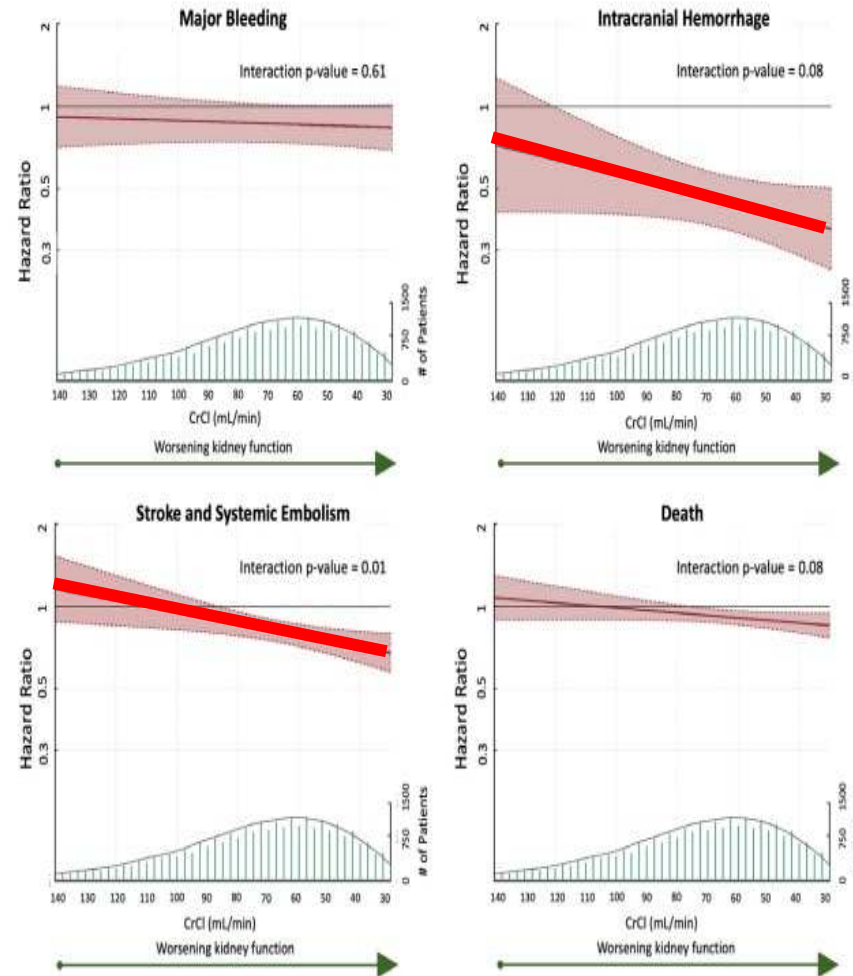 Major Bleeding
Interaction p-value = 0.61
Hazard Ratio
2
1
0.5
0.3
1500
750
0
# of Patients
140 130 120 110 100 90 80 70 60 50 40 30
CrCl (mL/min)
Worsening kidney function
Intracranial Hemorrhage
Interaction p-value = 0.08
Hazard Ratio
2
1
0.5
0.3
1500
750
0
# of Patients
140 130 120 110 100 90 80 70 60 50 40 30
CrCl (mL/min)
Worsening kidney function
Stroke and Systemic Embolism
Interaction p-value = 0.01
Hazard Ratio
2
1
0.5
0.3
1500
750
0
# of Patients
140 130 120 110 100 90 80 70 60 50 40 30
CrCl (mL/min)
Worsening kidney function
Death
Interaction p-value = 0.08
Hazard Ratio
2
1
0.5
0.3
1500
750
0
# of Patients
140 130 120 110 100 90 80 70 60 50 40 30
CrCl (mL/min)
Worsening kidney function